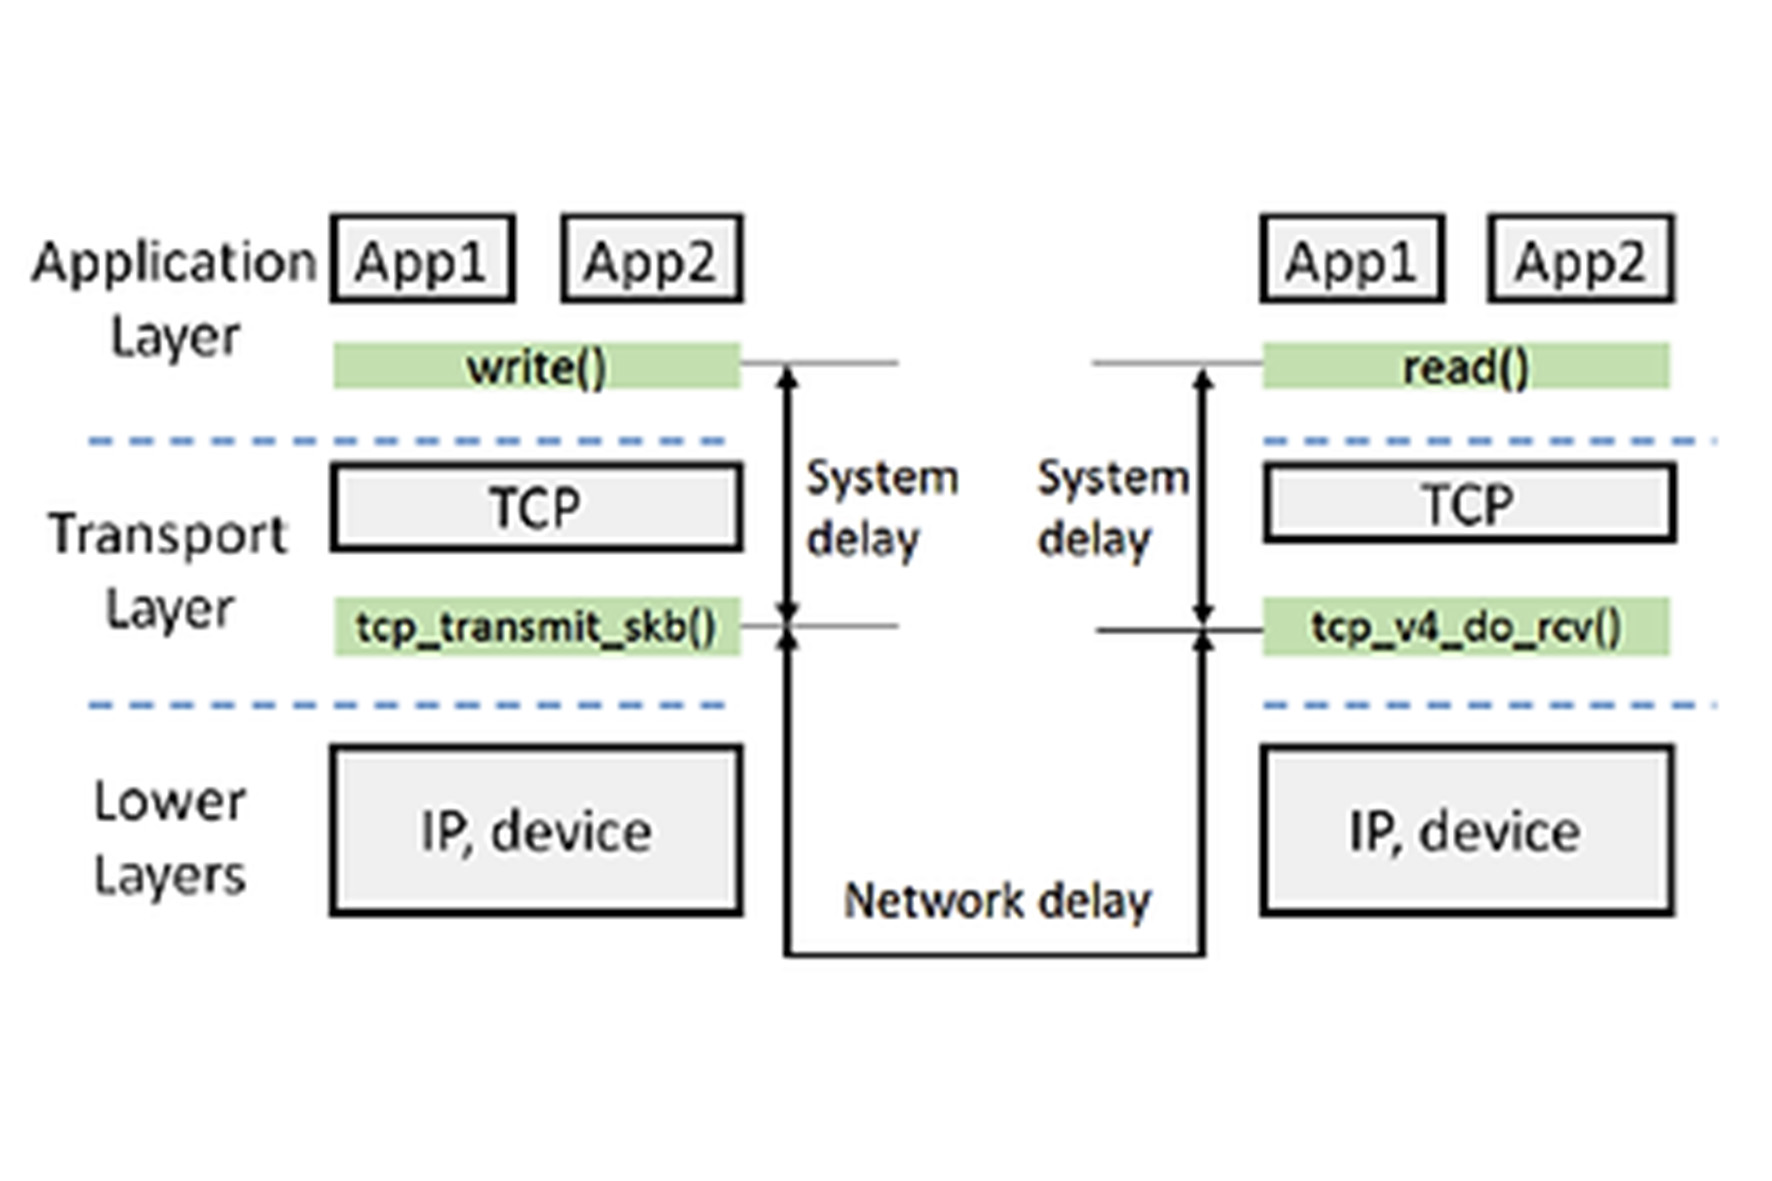 Application
Layer
App1
App2
App1
App2
write()
read()
System
delay
System
delay
Transport
Layer
TCP
TCP
tcp_transmit_skb()
tcp_v4_do_rcv()
Lower
Layers
IP, device
IP, device
Network delay